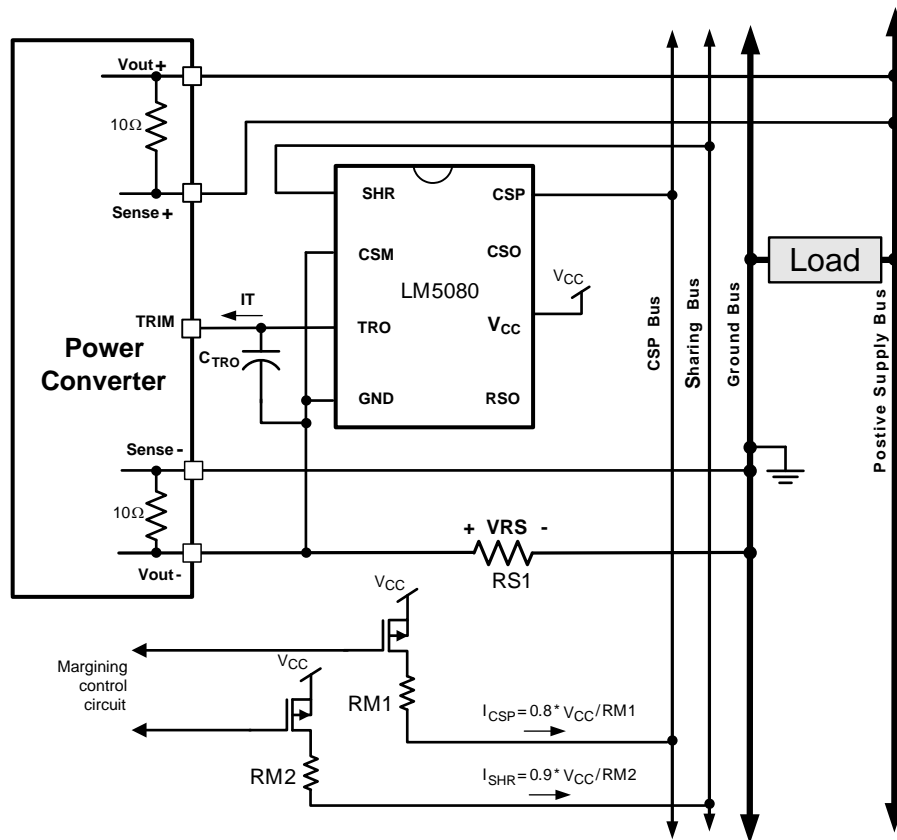 Vout+
10Ω
Sense+
SHR
CSP
CSM
CSO
LM5080
VCC
IT
TRIM
TRO
VCC
CTRO
Power
Converter
GND
RSO
CSP Bus
Sharing Bus
Ground Bus
Load
Postive Supply Bus
Sense-
10Ω
+ VRS -
Vout-
RS1
VCC
VCC
Margining
control
circuit
RM1
ICSP=0.8* VCC/RM1
RM2
ISHR=0.9* VCC/RM2